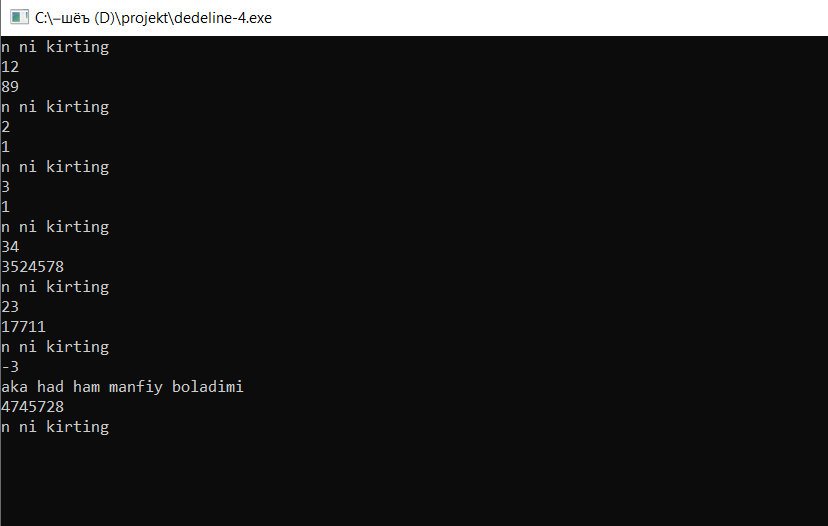 C:\–шёъ (D)\projekt\dedeline-4.exe
n ni kirting
12
89
n ni kirting
2
1
n ni kirting
3
1
n ni kirting
34
3524578
n ni kirting
23
17711
n ni kirting
-3
aka had ham manfiy boladimi
4745728
n ni kirting